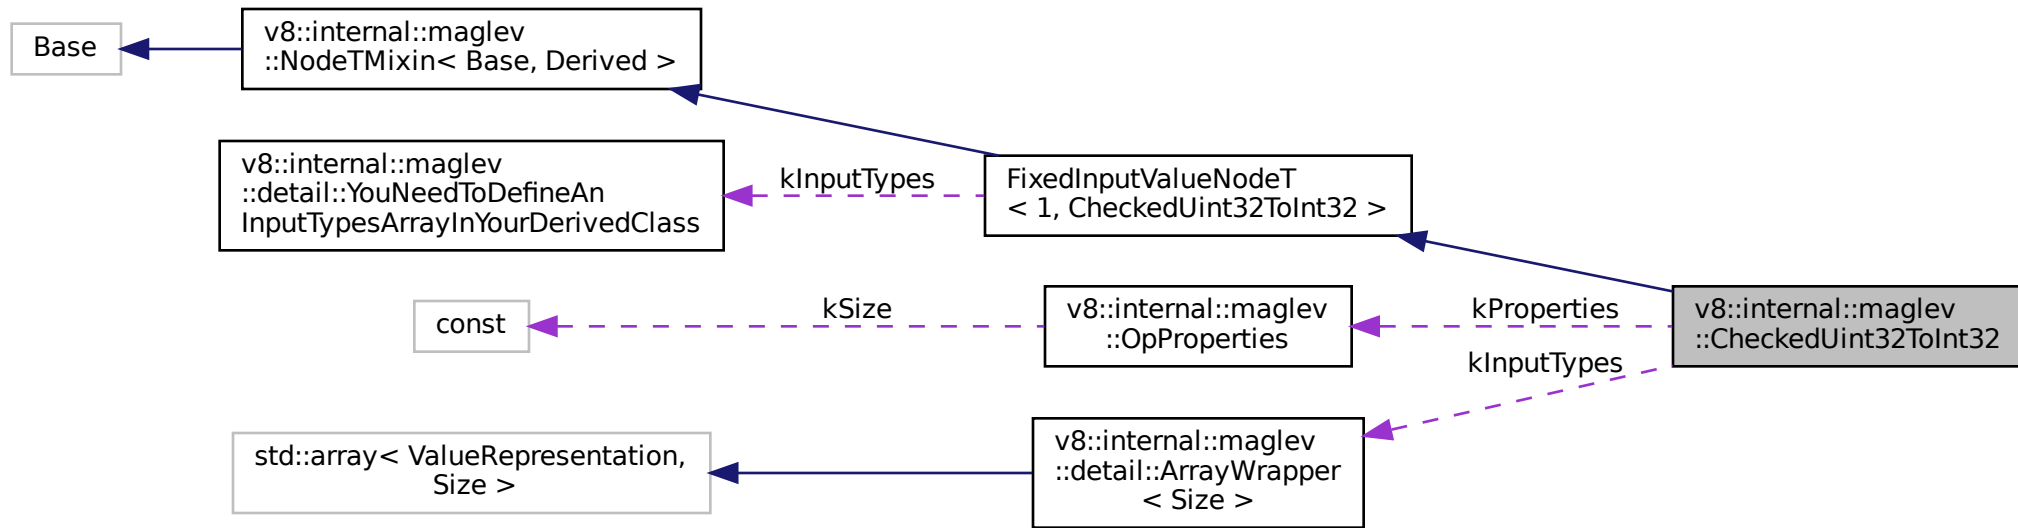 Base
v8::internal::maglev
::NodeTMixin< Base, Derived >
v8::internal::maglev
::detail::YouNeedToDefineAn
InputTypesArrayInYourDerivedClass
kInputTypes
FixedInputValueNodeT
< 1, CheckedUint32ToInt32 >
const
kSize
v8::internal::maglev
::OpProperties
kProperties
v8::internal::maglev
::CheckedUint32ToInt32
kInputTypes
std::array< ValueRepresentation,
Size >
v8::internal::maglev
::detail::ArrayWrapper
< Size >